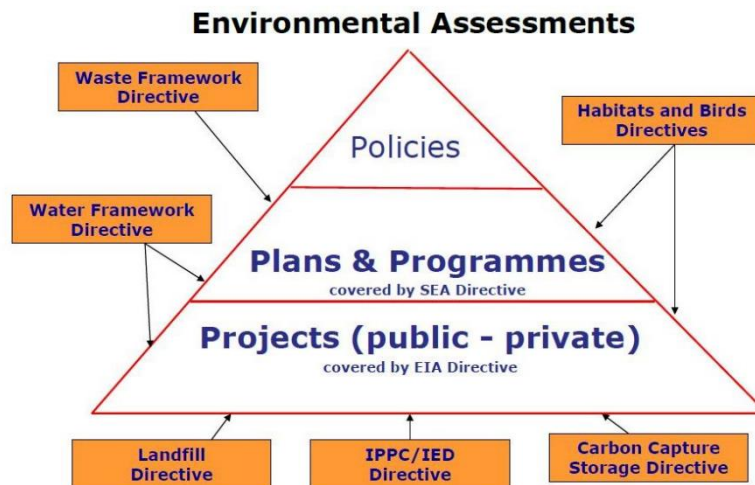 Environmental Assessments
Waste Framework
Directive
Habitats and Birds
Directives
Policies
Water Framework
Directive
Plans & Programmes
covered by SEA Directive
Projects (public - private)
covered by EIA Directive
Landfill
Directive
IPPC/IED
Directive
Carbon Capture
Storage Directive